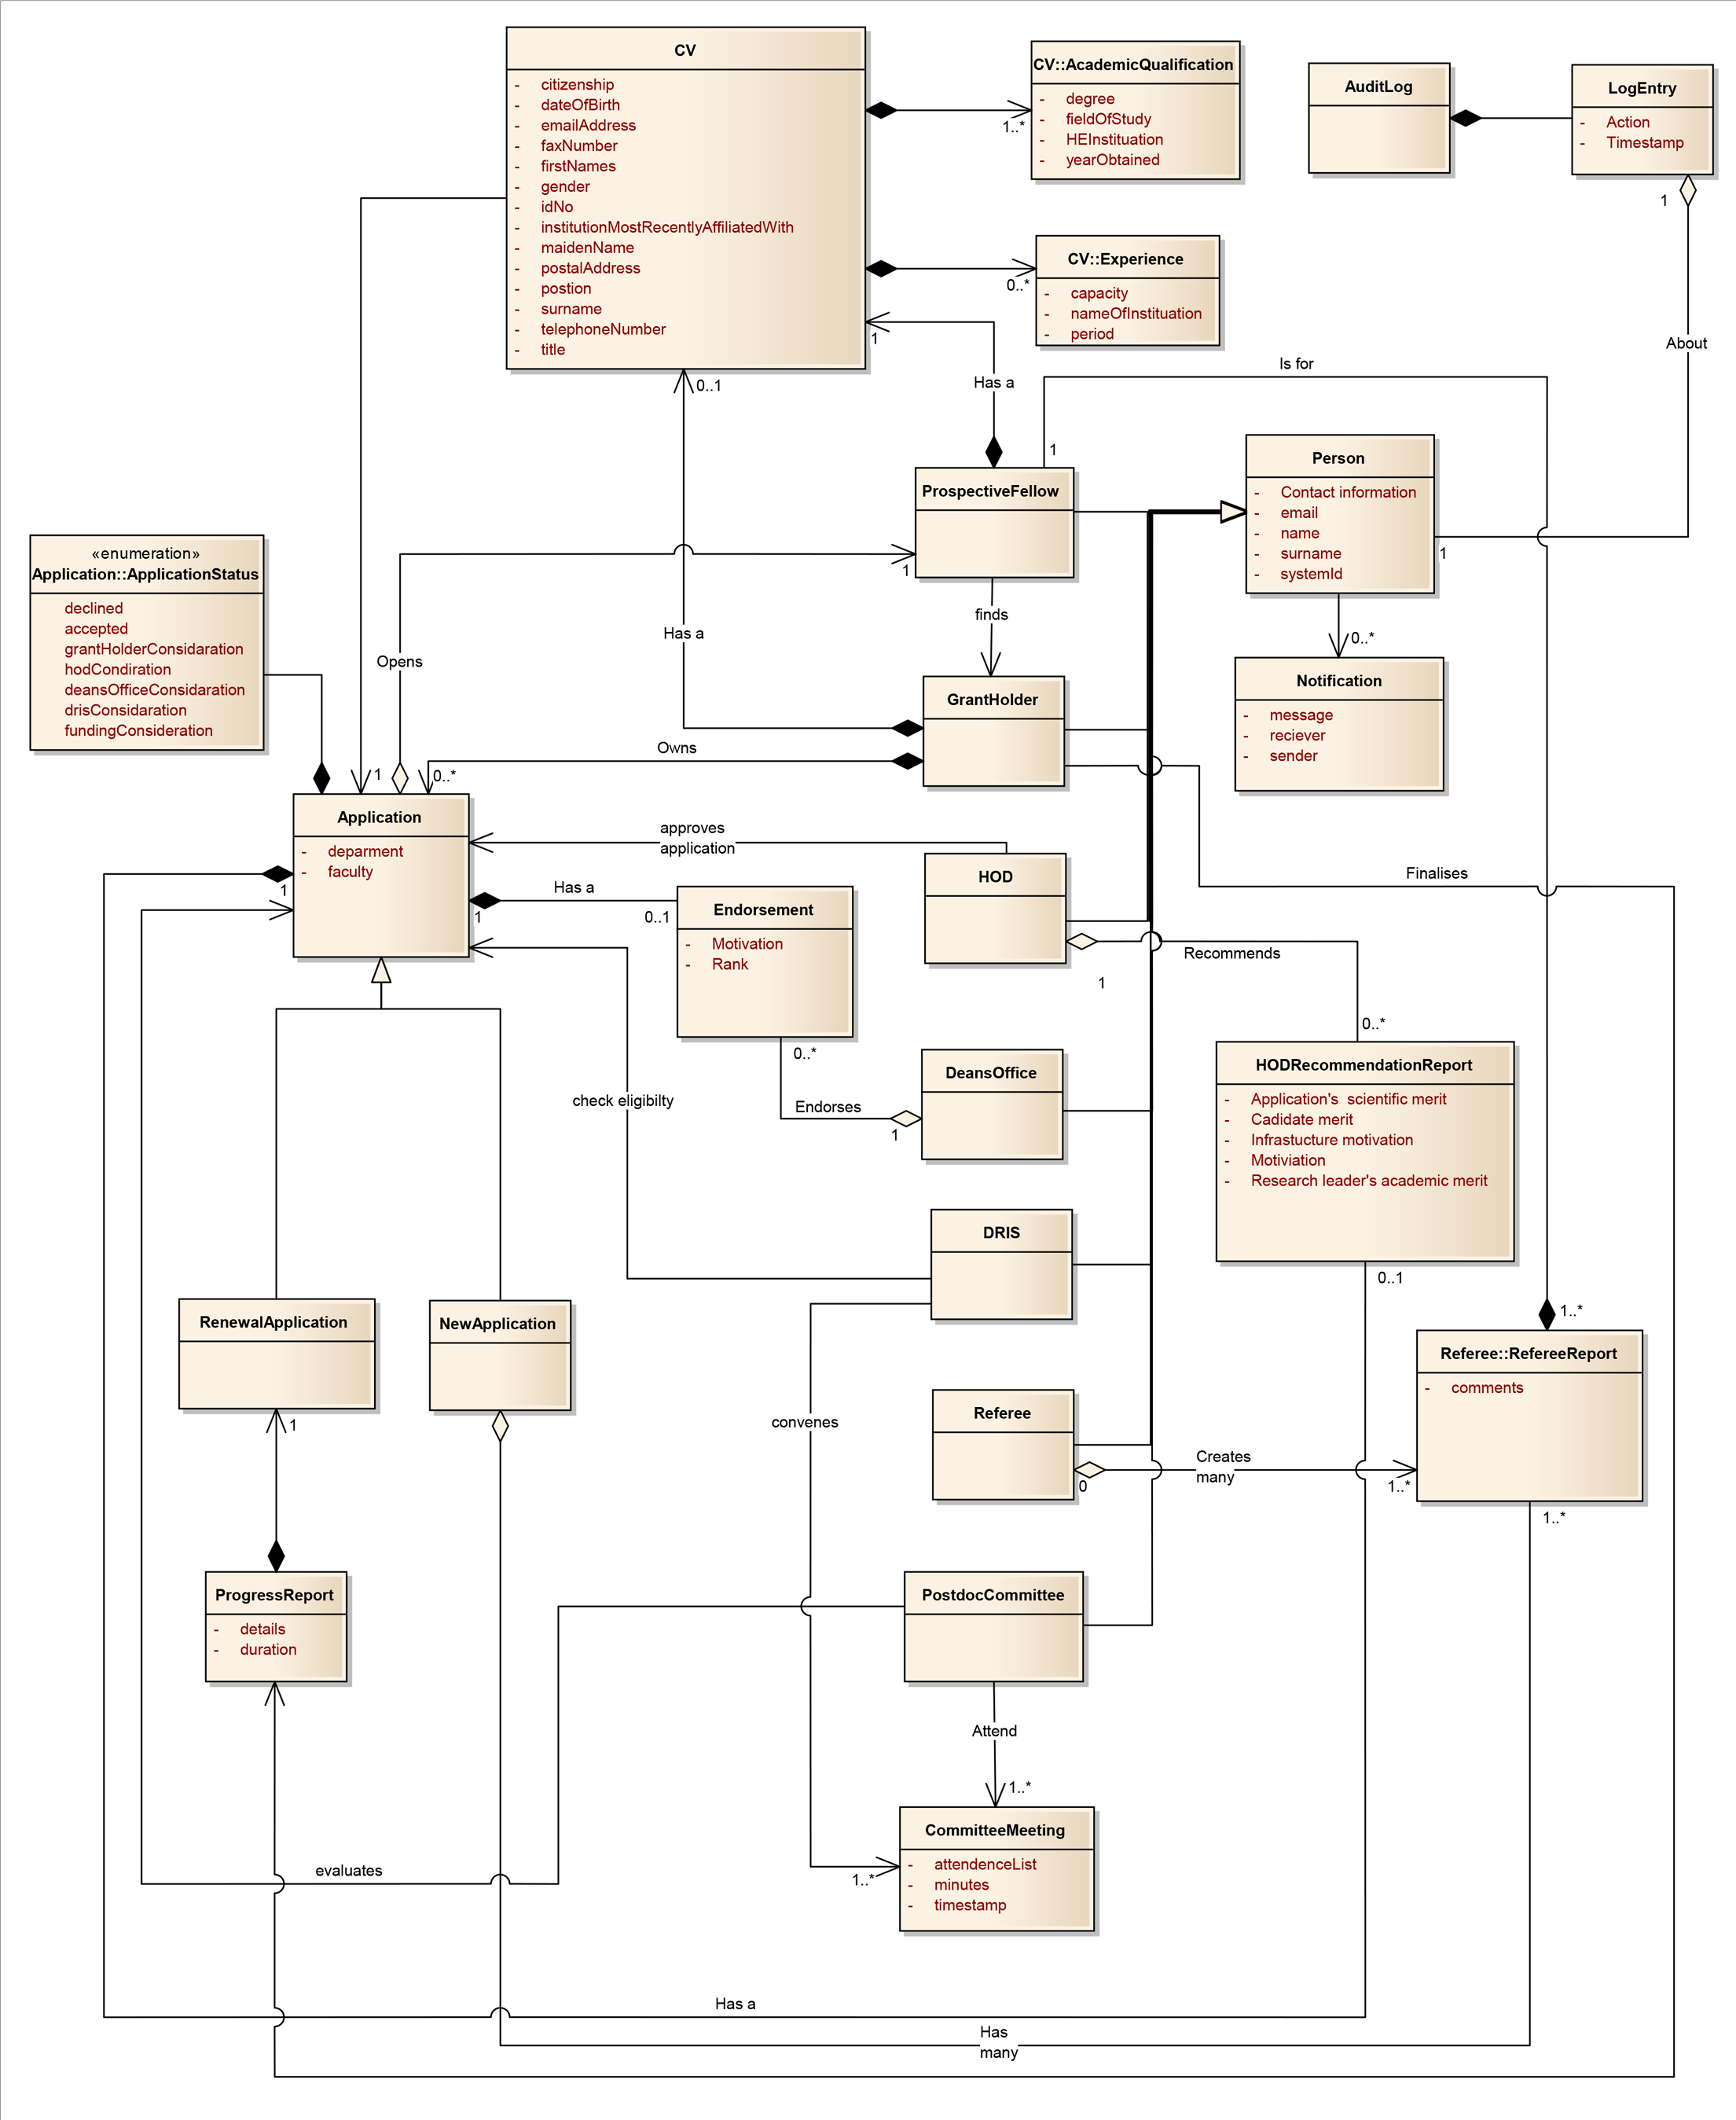 CV
- citizenship
- dateOfBirth
- emailAddress
- faxNumber
- firstNames
- gender
- idNo
- institutionMostRecentlyAffiliatedWith
- maidenName
- postalAddress
- postion
- surname
- telephoneNumber
- title
CV::AcademicQualification
- degree
- fieldOfStudy
- HEInstituation
- yearObtained
1..*
AuditLog
LogEntry
- Action
- Timestamp
1
CV::Experience
- capacity
- nameOfInstituation
- period
0..*
1
About
Is for
0..1
Has a
1
ProspectiveFellow
Person
- Contact information
- email
- name
- surname
- systemId
1
«enumeration»
Application::ApplicationStatus
declined
accepted
grantHolderConsidaration
hodCondiration
deansOfficeConsidaration
drisConsidaration
fundingConsideration
1
finds
Has a
Opens
0..*
GrantHolder
Notification
- message
- reciever
- sender
Owns
1
0..*
Application
- deparment
- faculty
1
approves
application
HOD
Finalises
Has a
1
0..1
Endorsement
- Motivation
- Rank
Recommends
1
0..*
0..*
DeansOffice
Endorses
1
check eligibilty
HODRecommendationReport
- Application's  scientific merit
- Cadidate merit
- Infrastucture motivation
- Motiviation
- Research leader's academic merit
DRIS
0..1
1..*
RenewalApplication
NewApplication
Referee::RefereeReport
- comments
1
convenes
Referee
0
Creates
many
1..*
1..*
ProgressReport
- details
- duration
PostdocCommittee
Attend
1..*
CommitteeMeeting
- attendenceList
- minutes
- timestamp
1..*
evaluates
Has a
Has
many